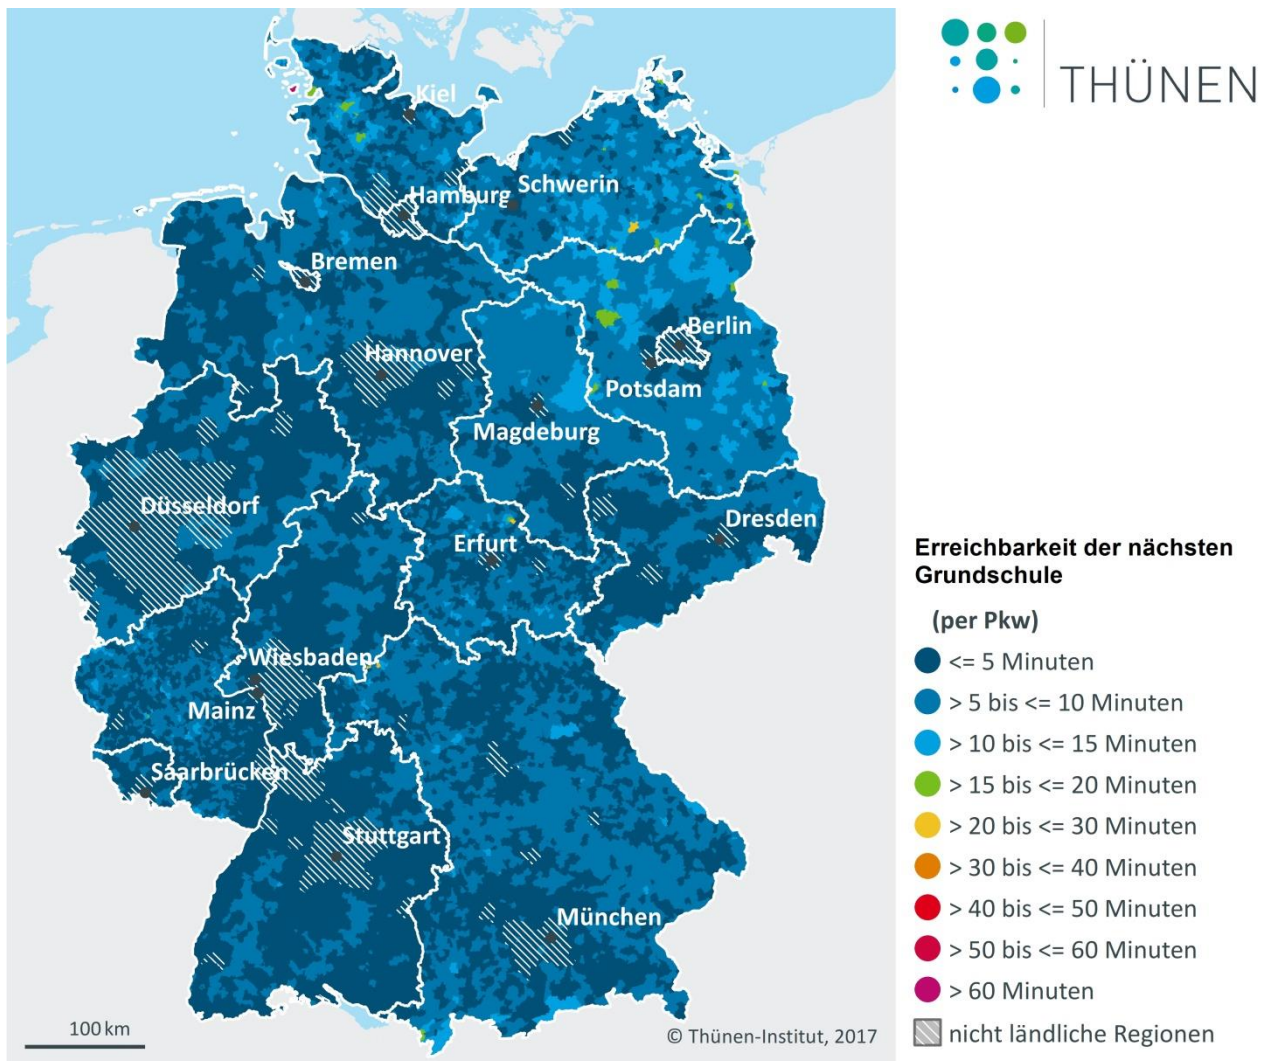 THÜNEN
Kiel
Schwerin
Hamburg
Bremen
Berlin
Hannover
Potsdam
Magdeburg
Düsseldorf
Dresden
Erfurt
Wiesbaden
Mainz
Saarbrücken
Stuttgart
München
100 km
© Thünen-Institut, 2017
Erreichbarkeit der nächsten
Grundschule
(per Pkw)
<= 5 Minuten
> 5 bis <= 10 Minuten
> 10 bis <= 15 Minuten
> 15 bis <= 20 Minuten
> 20 bis <= 30 Minuten
> 30 bis <= 40 Minuten
> 40 bis <= 50 Minuten
> 50 bis <= 60 Minuten
> 60 Minuten
nicht ländliche Regionen